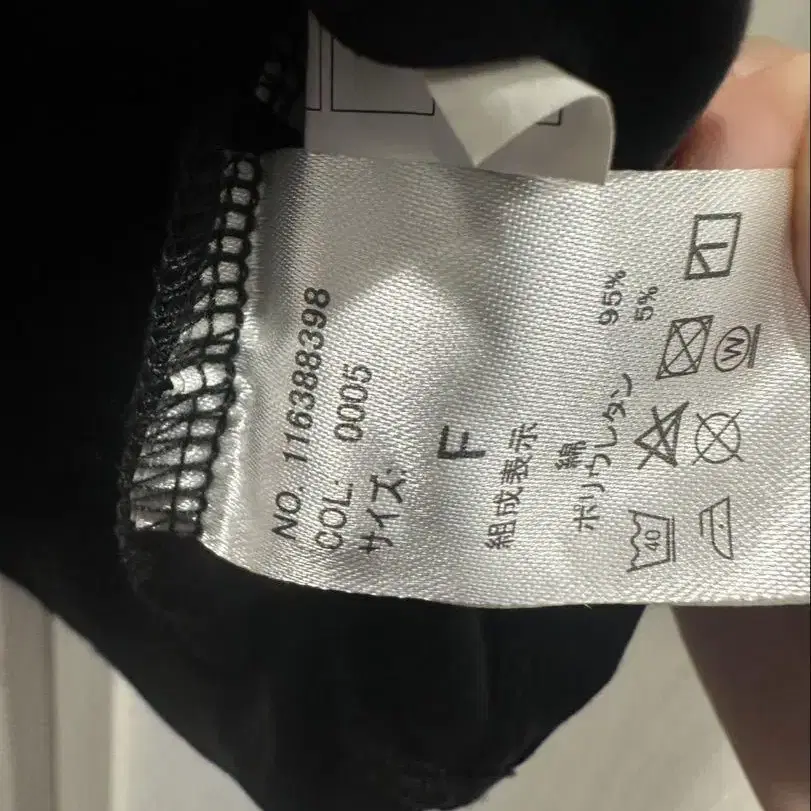 NO. 116388398
COL: 0005
サイズ:
F
組成表示
綿 95%
ポリウレタン 5%
40
W